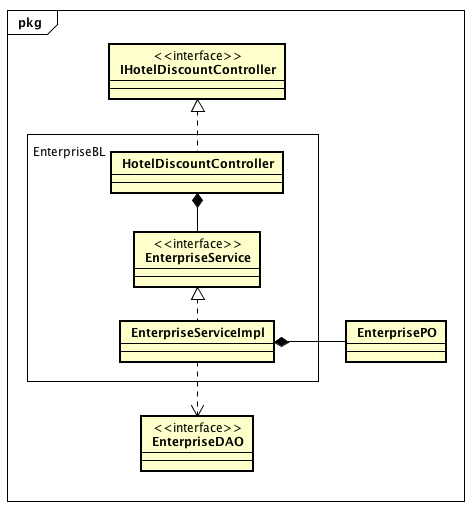 pkg
<<interface>>
IHotelDiscountController
EnterpriseBL
HotelDiscountController
<<interface>>
EnterpriseService
EnterpriseServiceImpl
EnterprisePO
<<interface>>
EnterpriseDAO